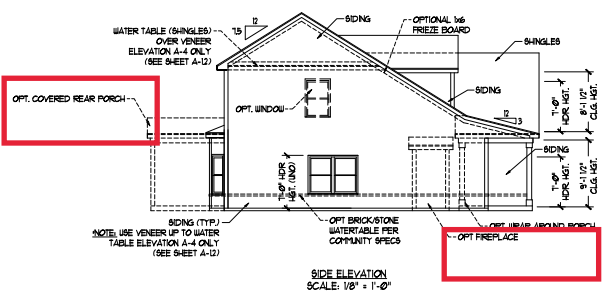 12
7.5
SIDING
OPTIONAL 1x6
FRIEZE BOARD
WATER TABLE (SHINGLES)
OVER VENEER
ELEVATION A-4 ONLY
(SEE SHEET A-12)
SHINGLES
OPT. COVERED REAR PORCH
OPT. WINDOW
SIDING
12
3
7'-0"
HDR. HGT.
8'-1 1/2"
CLG. HGT.
SIDING
7'-0" HDR
HGT. (UNO)
7'-0"
HDR. HGT.
9'-1 1/2"
CLG. HGT.
SIDING (TYP.)
NOTE: USE VENEER UP TO WATER
TABLE ELEVATION A-4 ONLY
(SEE SHEET A-12)
OPT BRICK/STONE
WATERTABLE PER
COMMUNITY SPECS
OPT WRAP AROUND PORCH
OPT FIREPLACE
SIDE ELEVATION
SCALE: 1/8" = 1'-0"